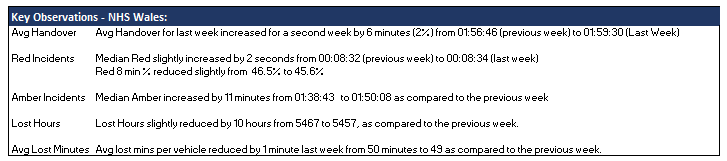 Key Observations - NHS Wales:
Avg Handover Avg Handover for last week increased for a second week by 6 minutes (2%) from 01:56:46 (previous week) to 01:59:30 (Last Week)
Red Incidents Median Red slightly increased by 2 seconds from 00:08:32 (previous week) to 00:08:34 (last week)
Red 8 min % reduced slightly from 46.5% to 45.6%
Amber Incidents Median Amber increased by 11 minutes from 01:38:43 to 01:50:08 as compared to the previous week
Lost Hours Lost Hours slightly reduced by 10 hours from 5467 to 5457, as compared to the previous week.
Avg Lost Minutes Avg lost mins per vehicle reduced by 1 minute last week from 50 minutes to 49 as compared to the previous week.